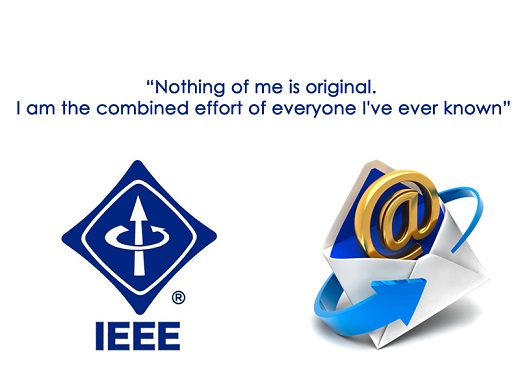 “Nothing of me is original.
I am the combined effort of everyone I've ever known”
@
®
IEEE